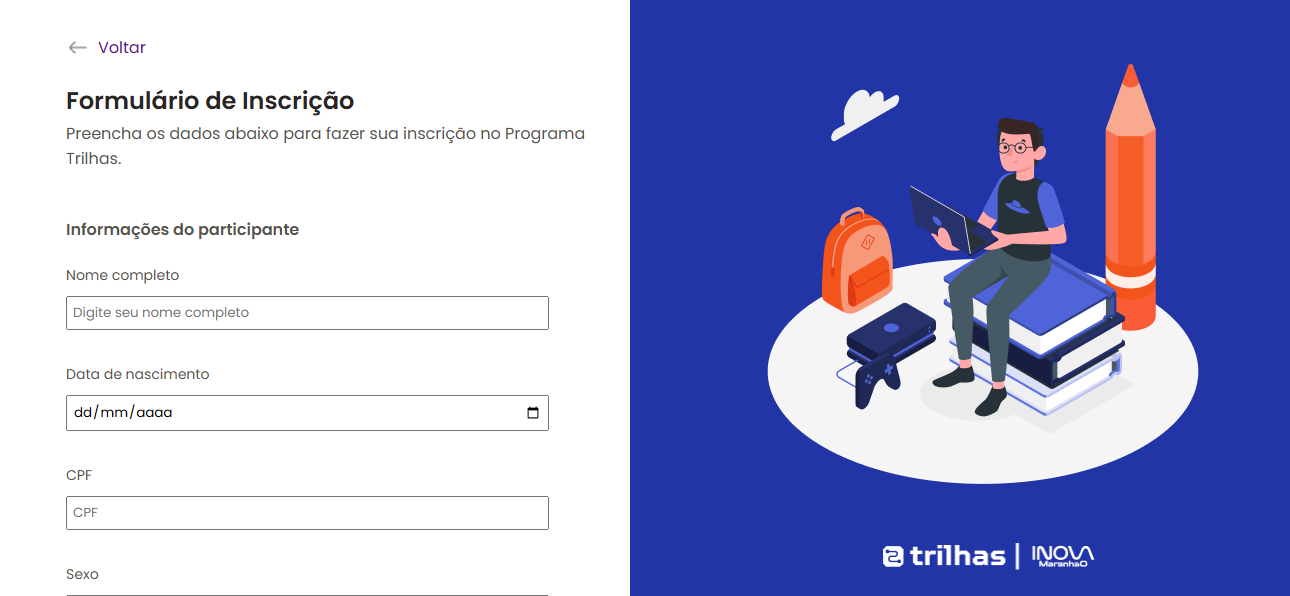 Voltar
Formulário de Inscrição
Preencha os dados abaixo para fazer sua inscrição no Programa
Trilhas.
Informações do participante
Nome completo
Digite seu nome completo
Data de nascimento
dd/mm/aaaa
CPF
CPF
Sexo
trilhas | INOVA
MaranhaO